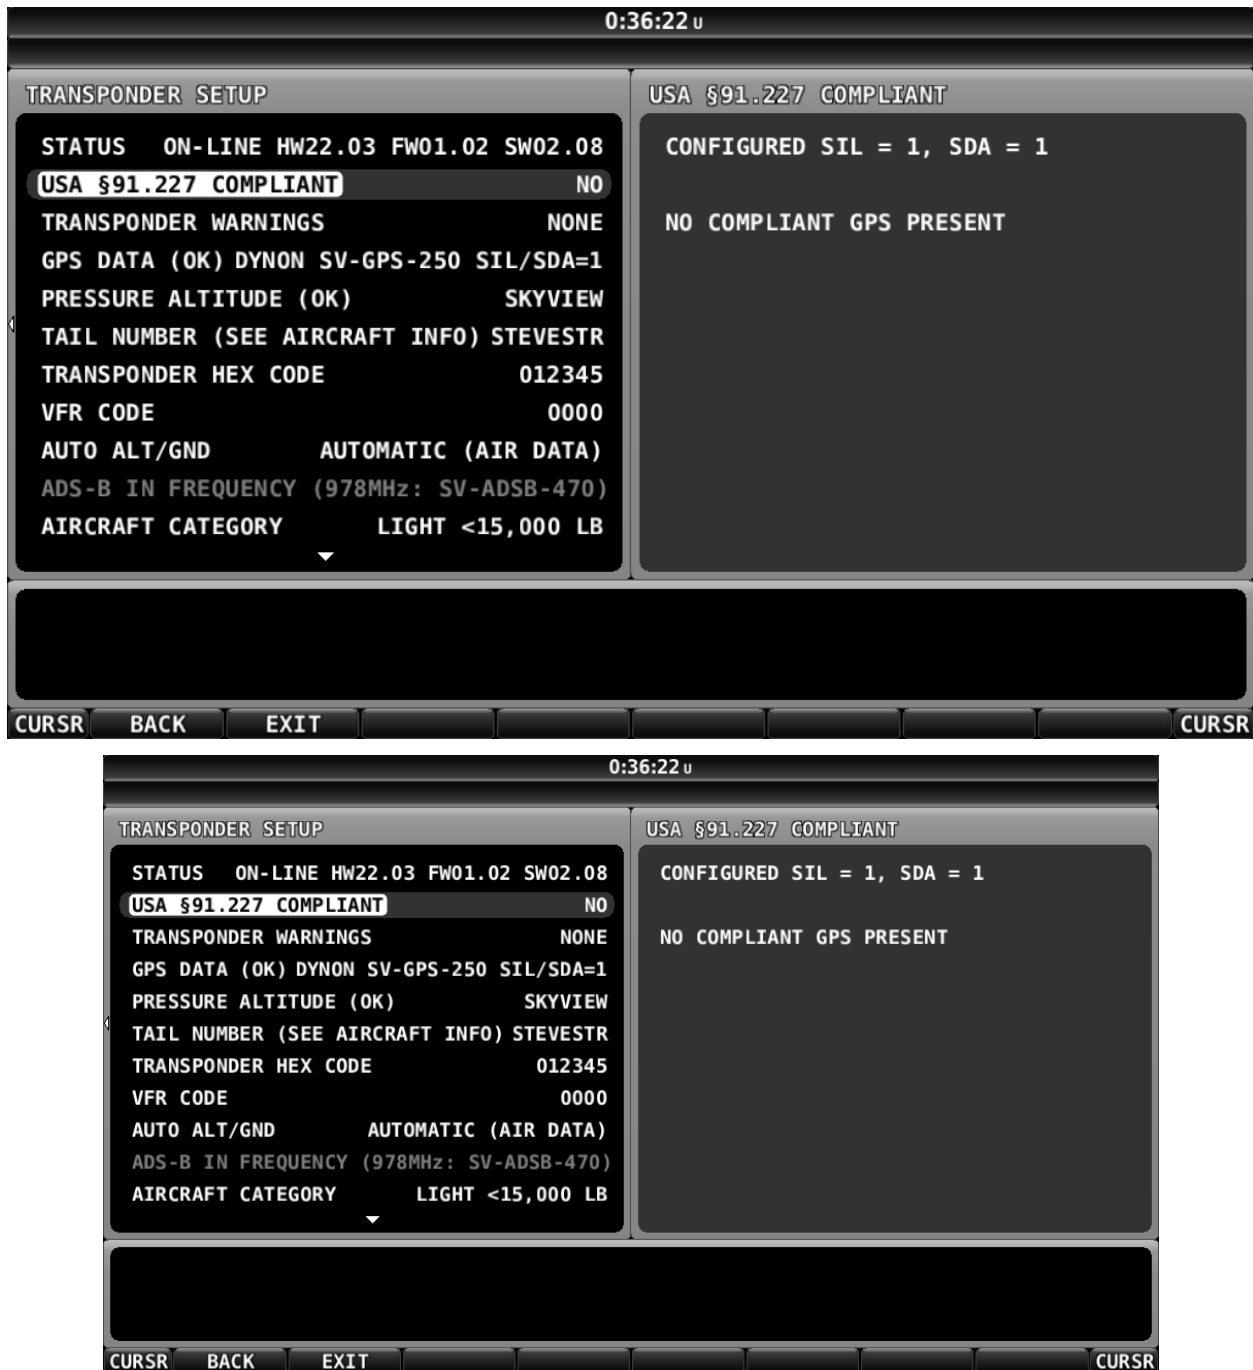 0:36:22 U
TRANSPONDER SETUP
STATUS ON-LINE HW22.03 FW01.02 SW02.08
USA §91.227 COMPLIANT NO
TRANSPONDER WARNINGS NONE
GPS DATA (OK) DYNON SV-GPS-250 SIL/SDA=1
PRESSURE ALTITUDE (OK) SKYVIEW
TAIL NUMBER (SEE AIRCRAFT INFO) STEVESTR
TRANSPONDER HEX CODE 012345
VFR CODE 0000
AUTO ALT/GND AUTOMATIC (AIR DATA)
ADS-B IN FREQUENCY (978MHz: SV-ADSB-470)
AIRCRAFT CATEGORY LIGHT <15,000 LB
USA §91.227 COMPLIANT
CONFIGURED SIL = 1, SDA = 1
NO COMPLIANT GPS PRESENT
CURSR BACK EXIT CURSR
0:36:22 U
TRANSPONDER SETUP
STATUS ON-LINE HW22.03 FW01.02 SW02.08
USA §91.227 COMPLIANT NO
TRANSPONDER WARNINGS NONE
GPS DATA (OK) DYNON SV-GPS-250 SIL/SDA=1
PRESSURE ALTITUDE (OK) SKYVIEW
TAIL NUMBER (SEE AIRCRAFT INFO) STEVESTR
TRANSPONDER HEX CODE 012345
VFR CODE 0000
AUTO ALT/GND AUTOMATIC (AIR DATA)
ADS-B IN FREQUENCY (978MHz: SV-ADSB-470)
AIRCRAFT CATEGORY LIGHT <15,000 LB
USA §91.227 COMPLIANT
CONFIGURED SIL = 1, SDA = 1
NO COMPLIANT GPS PRESENT
CURSR BACK EXIT CURSR